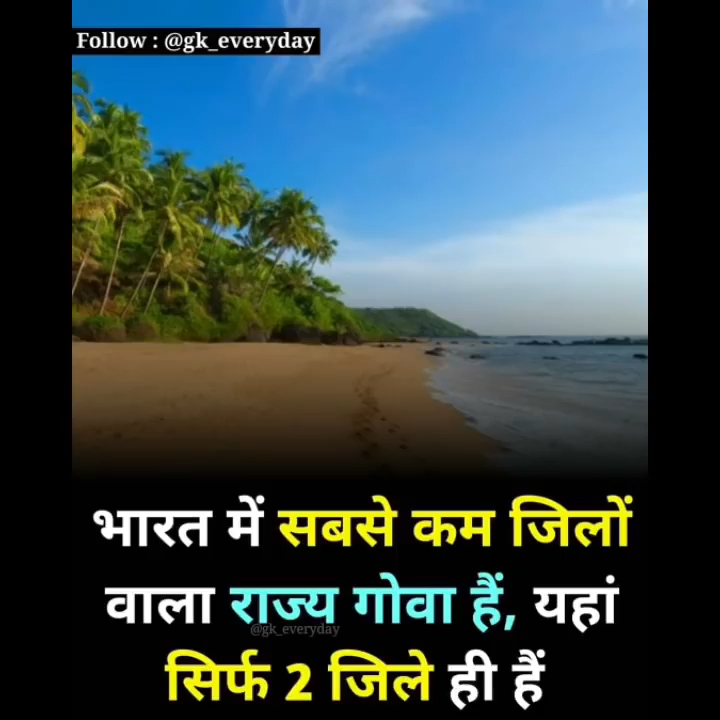 Follow : @gk_everyday
भारत में सबसे कम जिलों
वाला राज्य गोवा हैं, यहां
@gk_everyday
सिर्फ 2 जिले ही हैं